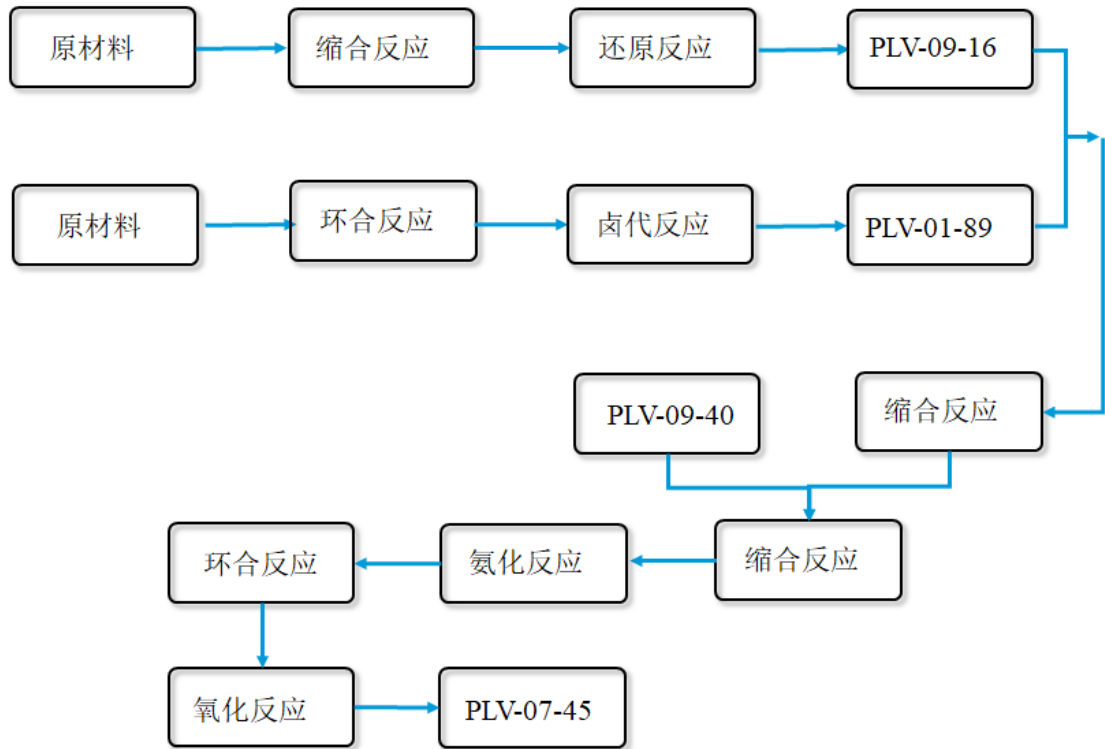 原材料
缩合反应
还原反应
PLV-09-16
原材料
环合反应
卤代反应
PLV-01-89
PLV-09-40
缩合反应
环合反应
氨化反应
缩合反应
氧化反应
PLV-07-45